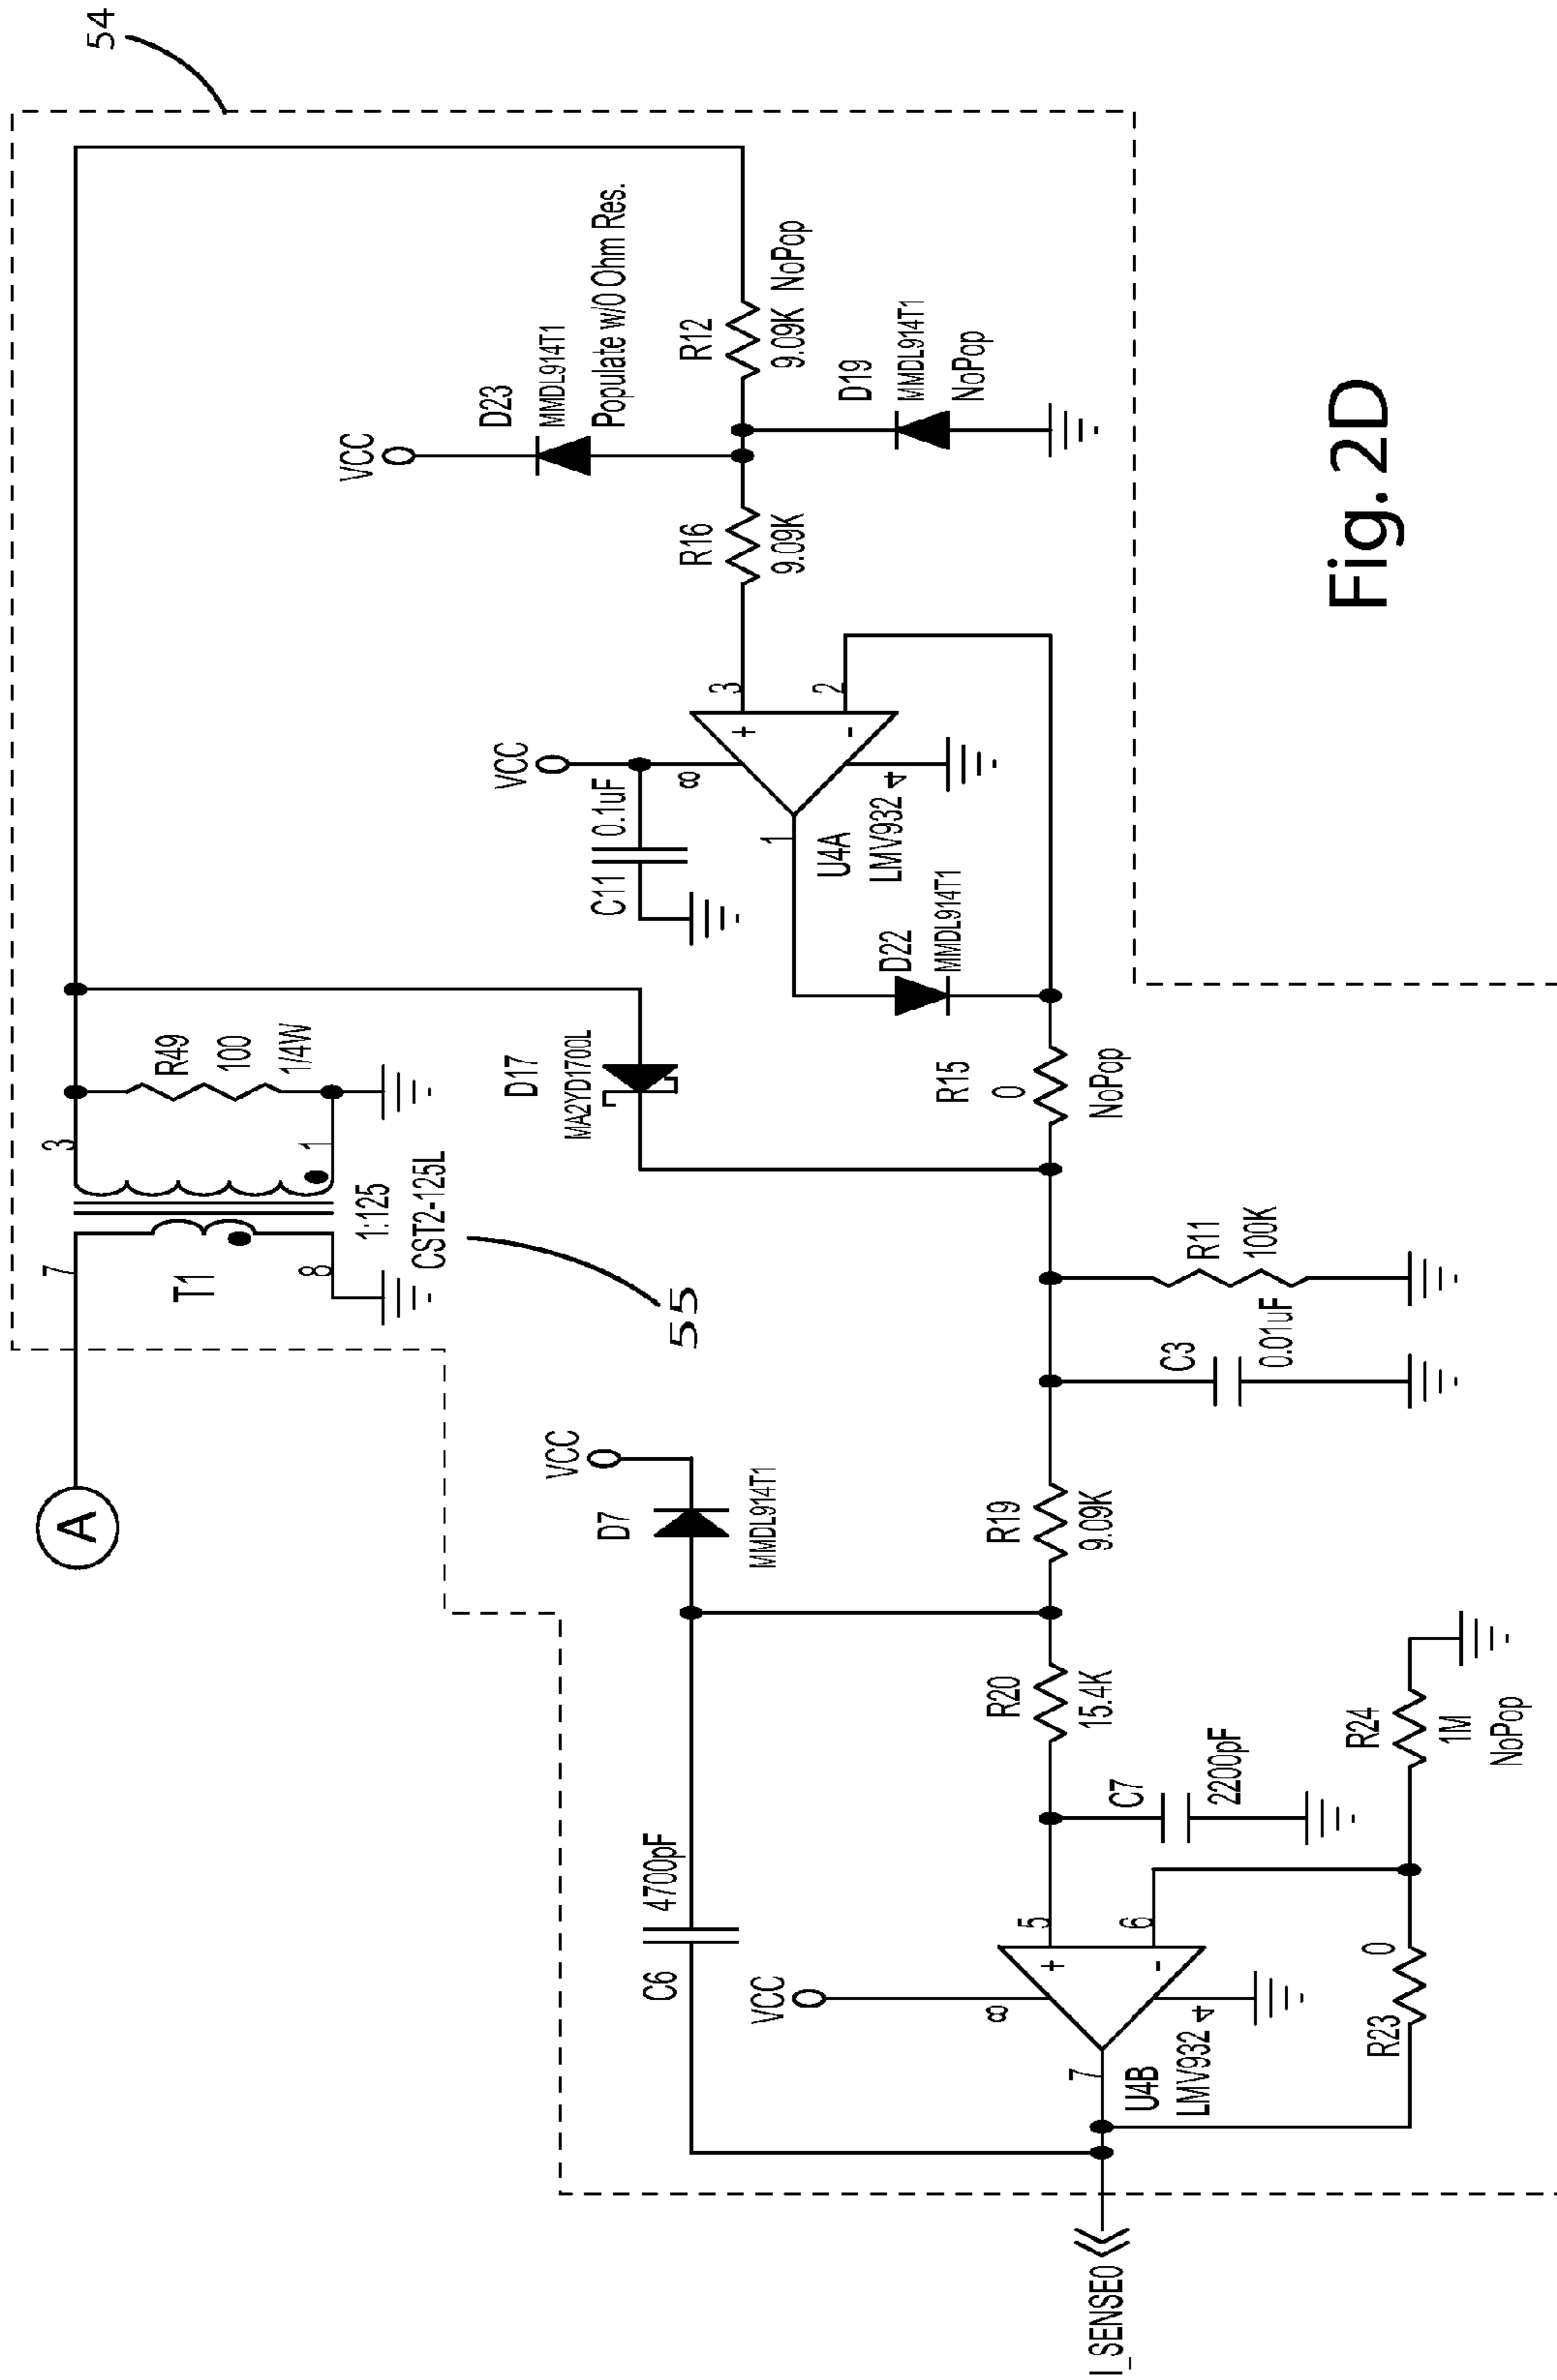 54
A
7
3
T1
8
1
1:125
CST2-125L
55
R49
100
1/4W
D17
MA2YD1700L
VCC
D23
MMDL914T1
Populate w/0 Ohm Res.
R16
9.09K
R12
9.09K NoPop
D19
MMDL914T1
NoPop
VCC
C11 0.1uF
8
3
+
2
-
4
1
U4A
LMV932
D22
MMDL914T1
R15
0
NoPop
VCC
D7
MMDL914T1
C6 4700pF
R19
9.09K
R11
100K
C3
0.01uF
R20
15.4K
C7
2200pF
VCC
8
5
+
6
-
4
7
U4B
LMV932
R23 0
R24
1M
NoPop
I_SENSE0
Fig. 2D